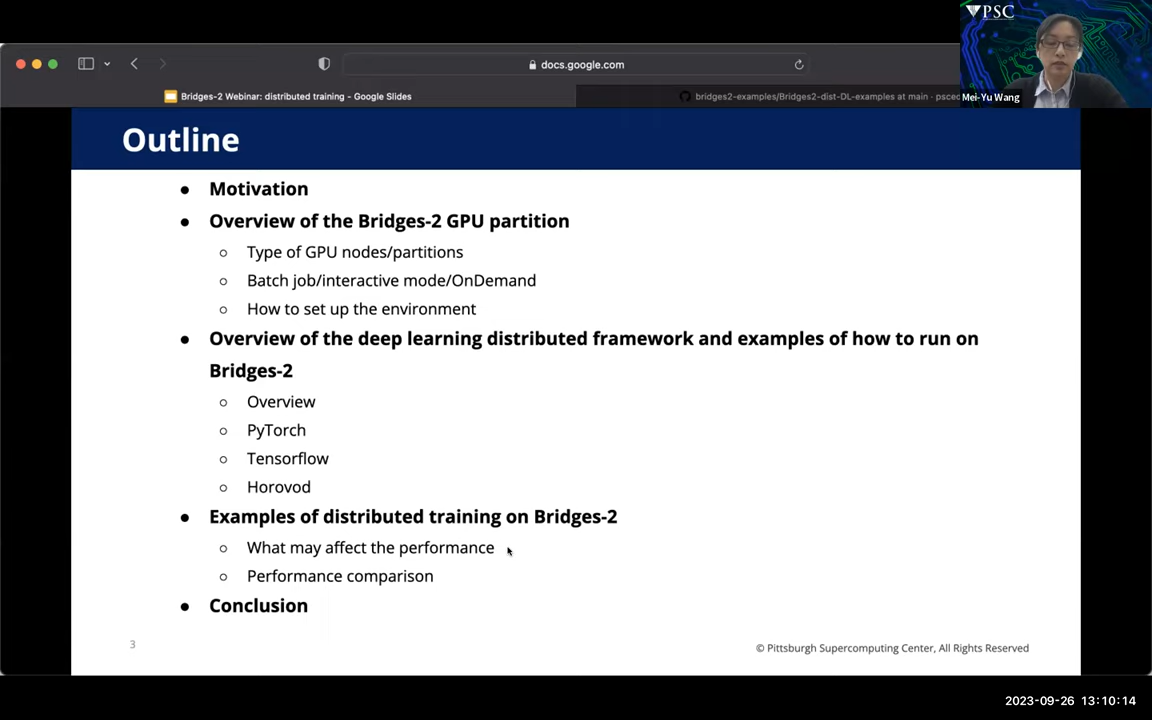 PSC
docs.google.com
Bridges-2 Webinar: distributed training - Google Slides
bridges2-examples/Bridges2-dist-DL-examples at main · psced
Mei-Yu Wang
Outline
● Motivation
● Overview of the Bridges-2 GPU partition
○ Type of GPU nodes/partitions
○ Batch job/interactive mode/OnDemand
○ How to set up the environment
● Overview of the deep learning distributed framework and examples of how to run on
Bridges-2
○ Overview
○ PyTorch
○ Tensorflow
○ Horovod
● Examples of distributed training on Bridges-2
○ What may affect the performance
○ Performance comparison
● Conclusion
3
© Pittsburgh Supercomputing Center, All Rights Reserved
2023-09-26 13:10:14